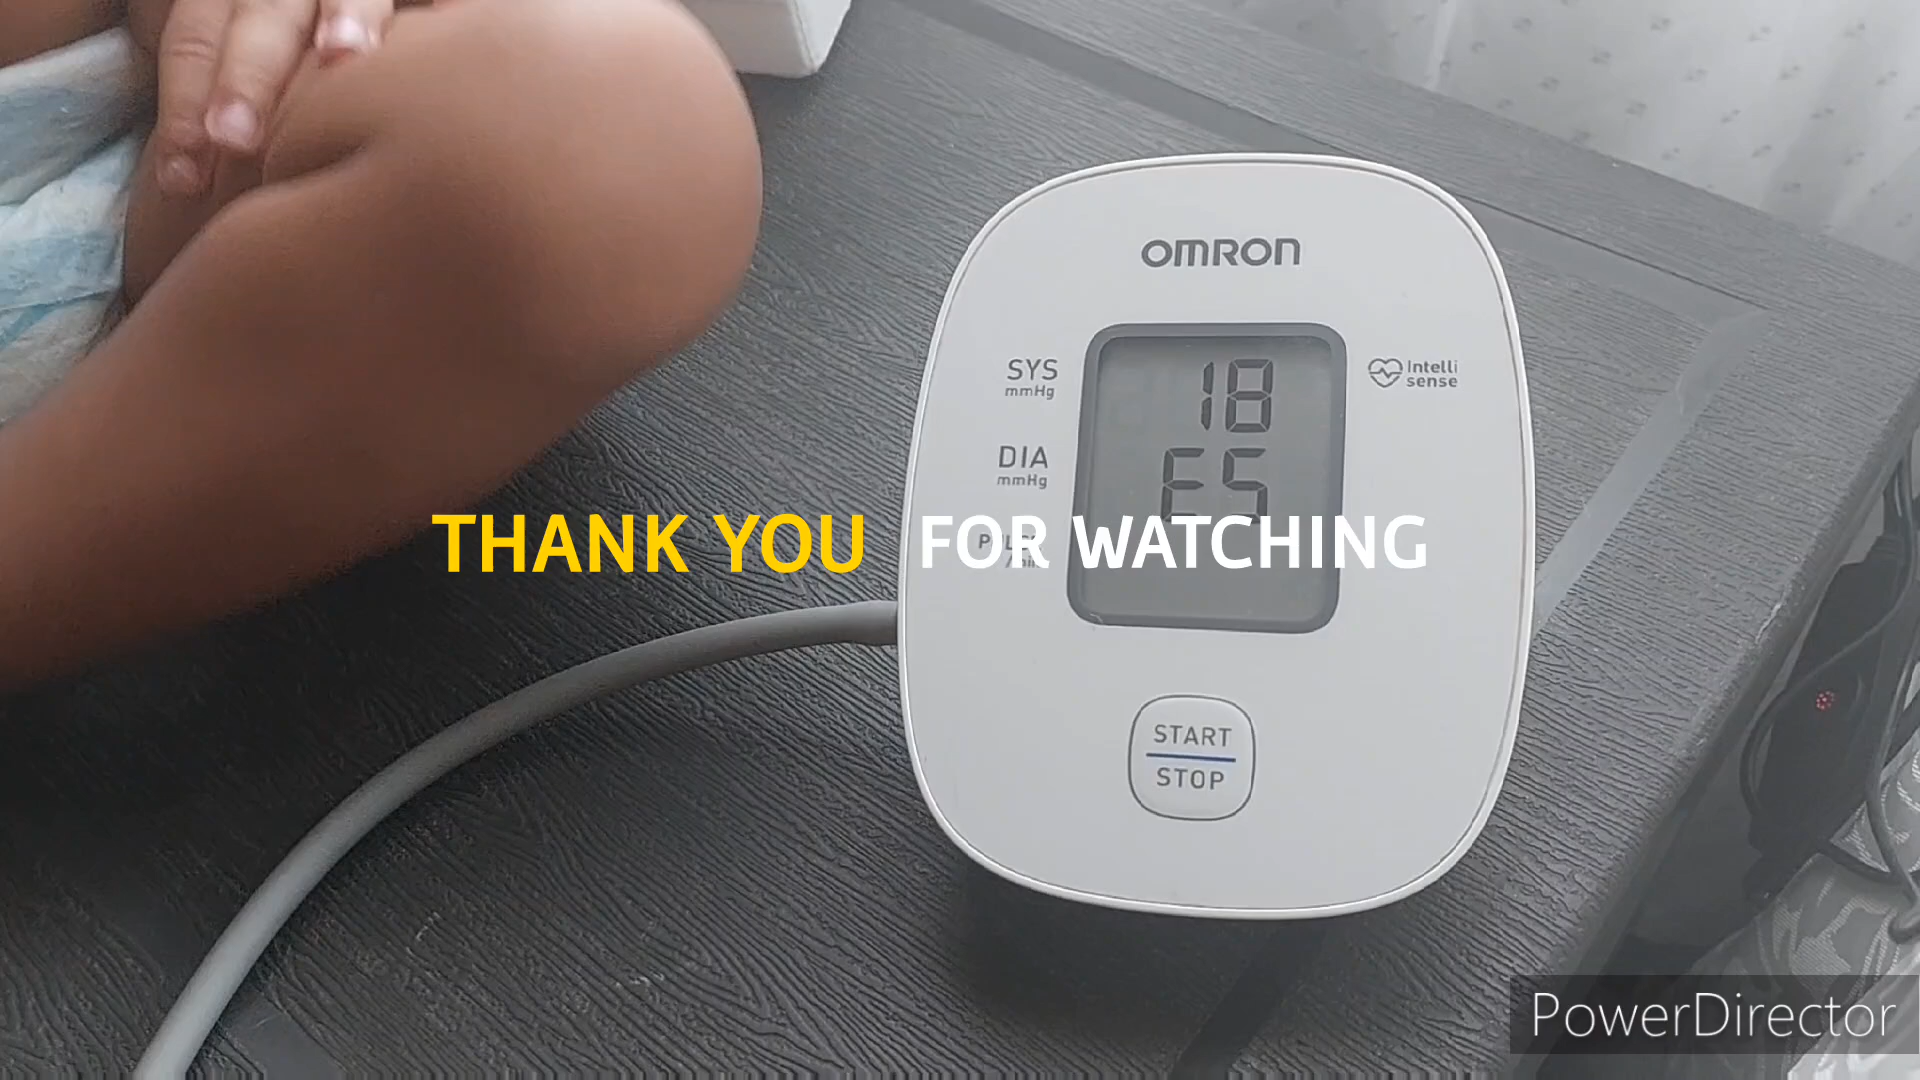 OMRON
SYS
mmHg
18
Intelli
sense
DIA
mmHg
E5
THANK YOU FOR WATCHING
START
STOP
PowerDirector